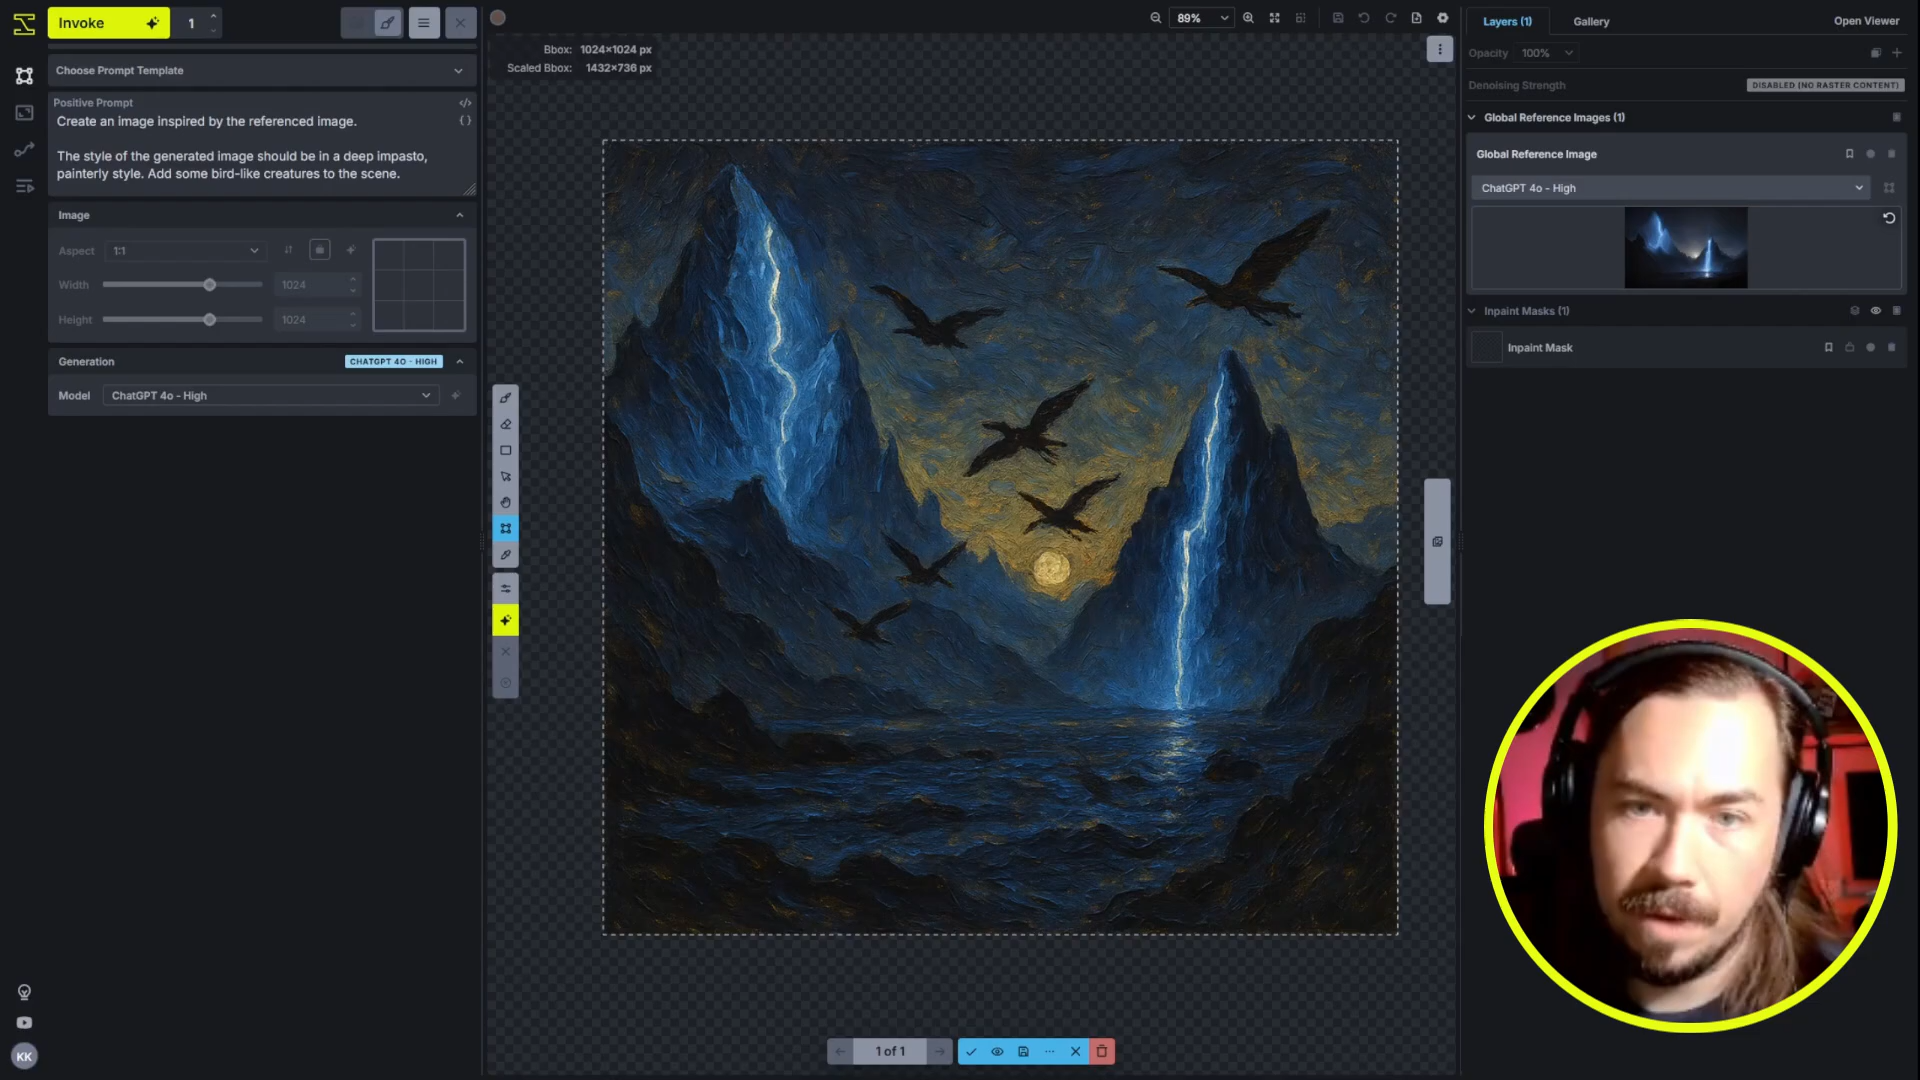 Invoke
1
Choose Prompt Template
Positive Prompt
Create an image inspired by the referenced image.
The style of the generated image should be in a deep impasto,
painterly style. Add some bird-like creatures to the scene.
Image
Aspect 1:1
Width 1024
Height 1024
Generation CHATGPT 4O - HIGH
Model ChatGPT 4o - High
KK
89%
Bbox: 1024×1024 px
Scaled Bbox: 1432×736 px
1 of 1
Layers (1) Gallery Open Viewer
Opacity 100%
Denoising Strength DISABLED (NO RASTER CONTENT)
Global Reference Images (1)
Global Reference Image
ChatGPT 4o - High
Inpaint Masks (1)
Inpaint Mask